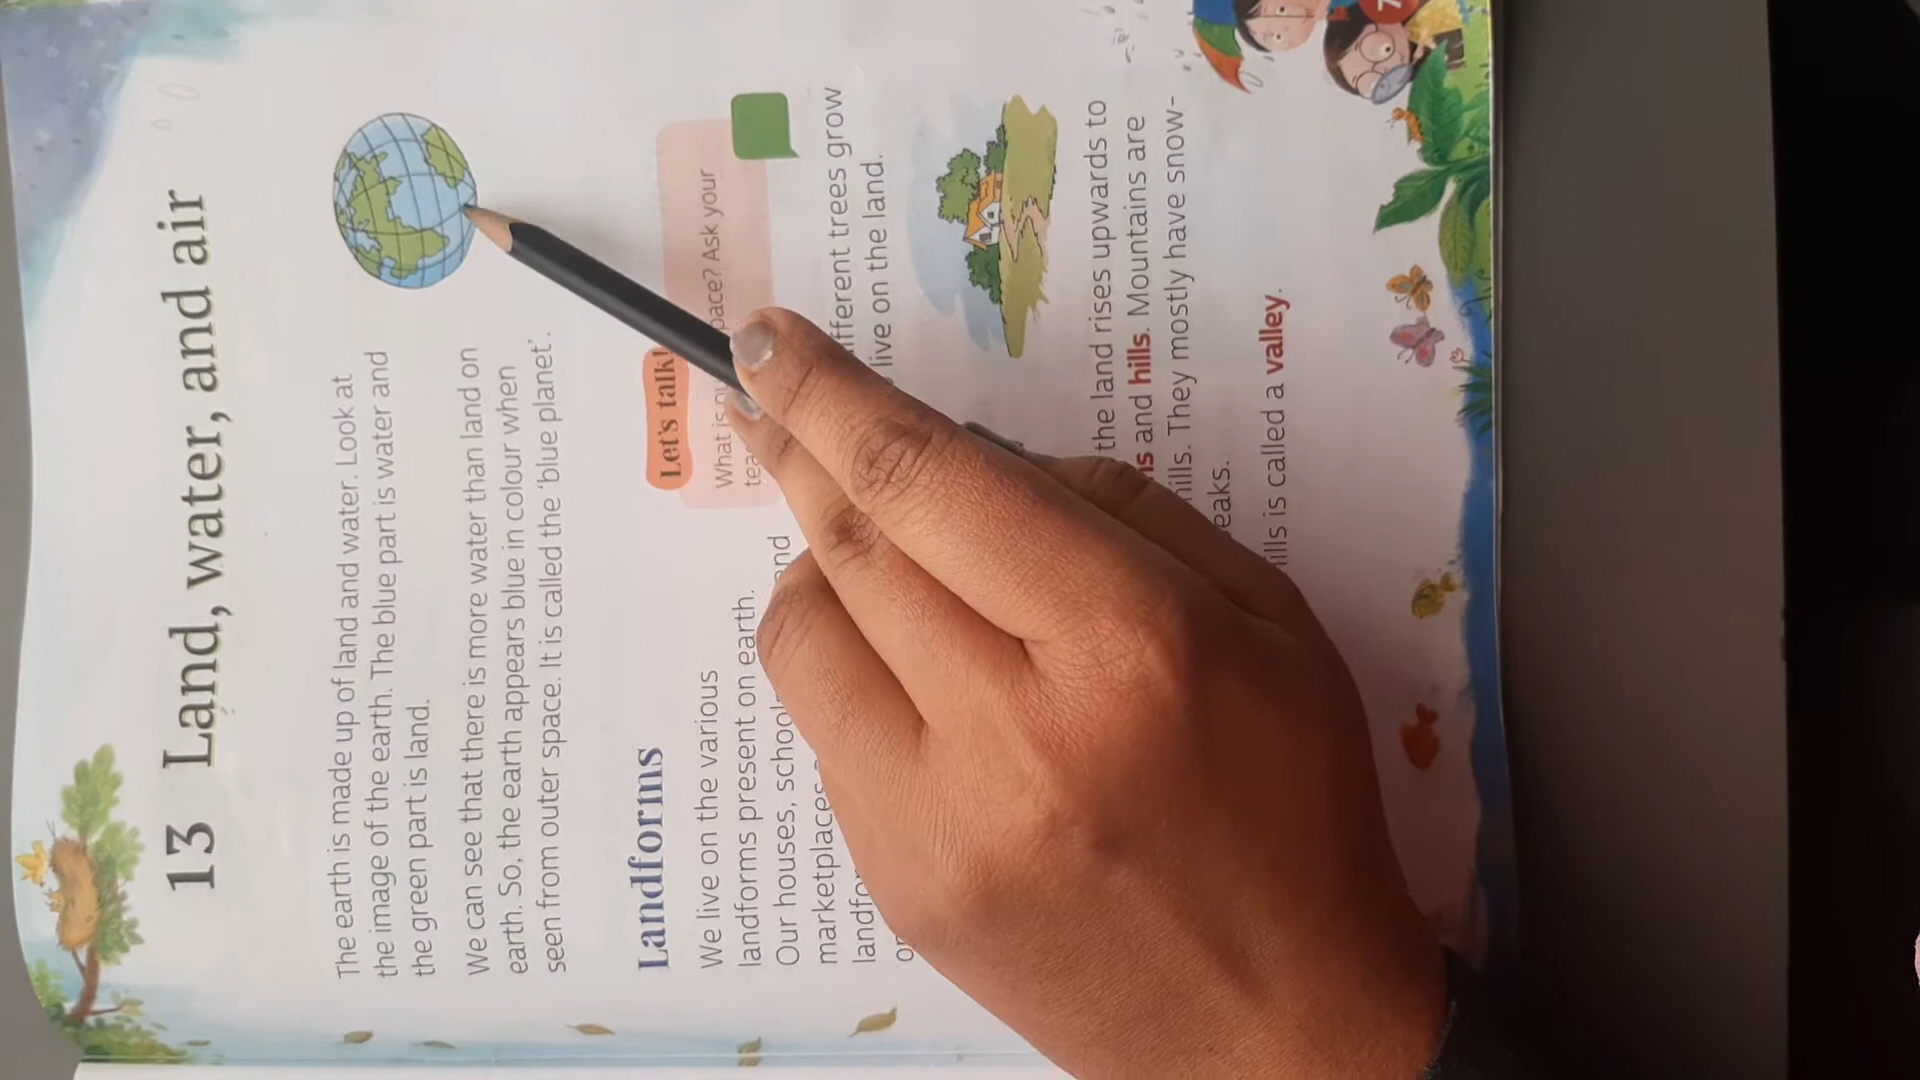 13 Land, water, and air
The earth is made up of land and water. Look at
the image of the earth. The blue part is water and
the green part is land.
We can see that there is more water than land on
earth. So, the earth appears blue in colour when
seen from outer space. It is called the ‘blue planet’.
Landforms
We live on the various
landforms present on earth.
Our houses, school
marketplaces
Let's talk!
What is pace? Ask your
fferent trees grow
live on the land.
the land rises upwards to
and hills. Mountains are
hills. They mostly have snow-
eaks.
ills is called a valley.
7